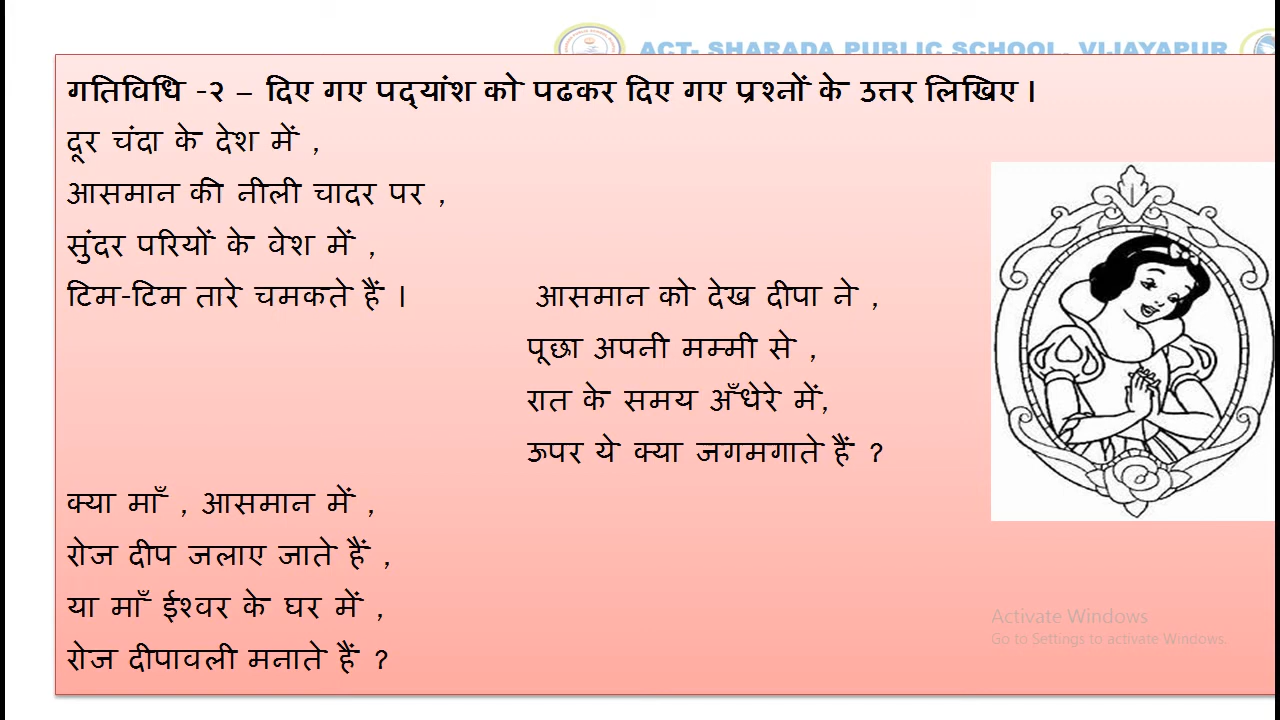 ACT- SHARADA PUBLIC SCHOOL, VIJAYAPUR
गतिविधि -२ – दिए गए पद्यांश को पढकर दिए गए प्रश्नों के उत्तर लिखिए ।
दूर चंदा के देश में ,
आसमान की नीली चादर पर ,
सुंदर परियों के वेश में ,
टिम-टिम तारे चमकते हैं ।
आसमान को देख दीपा ने ,
पूछा अपनी मम्मी से ,
रात के समय अँधेरे में,
ऊपर ये क्या जगमगाते हैं ?
क्या माँ , आसमान में ,
रोज दीप जलाए जाते हैं ,
या माँ ईश्वर के घर में ,
रोज दीपावली मनाते हैं ?
Activate Windows
Go to Settings to activate Windows.